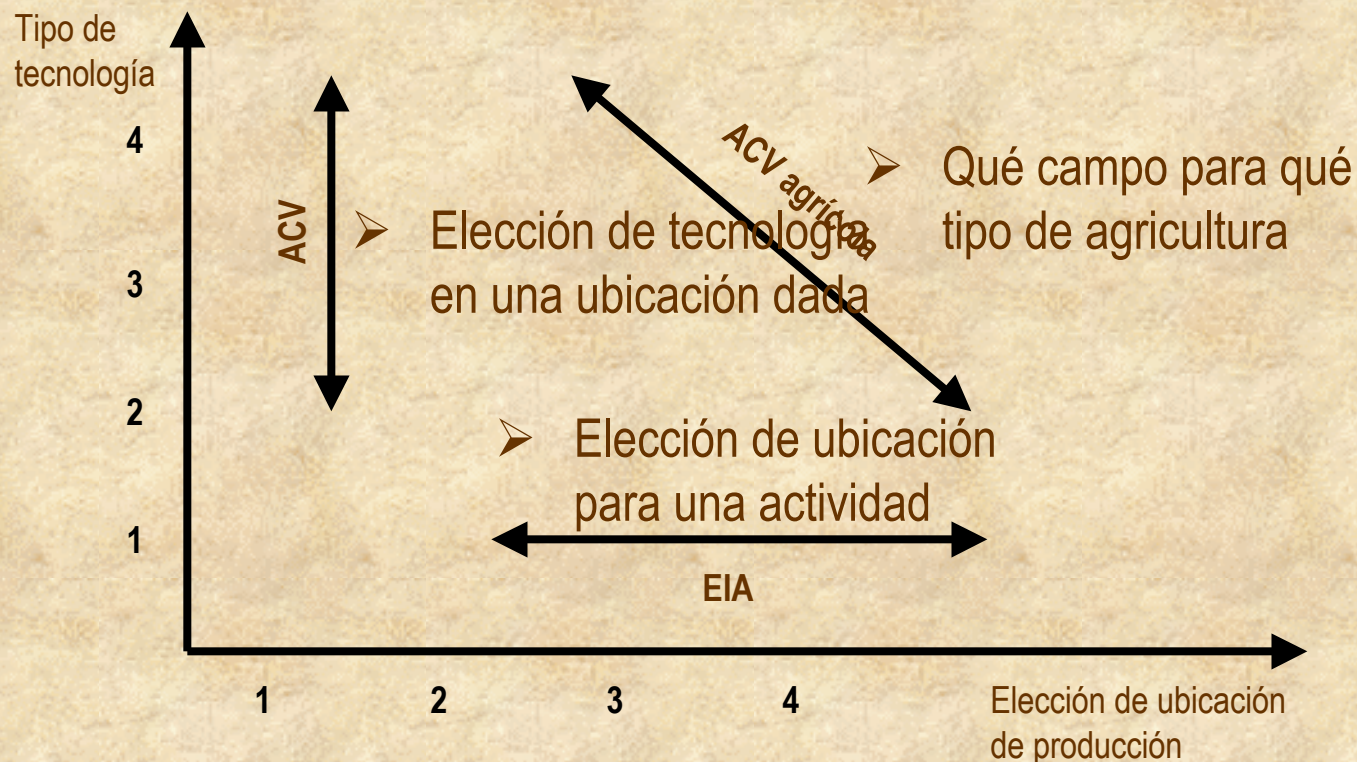 Tipo de
tecnología
4
3
2
1
ACV
➢ Elección de tecnología
en una ubicación dada
ACV agrícola
➢ Qué campo para qué
tipo de agricultura
➢ Elección de ubicación
para una actividad
EIA
1 2 3 4
Elección de ubicación
de producción